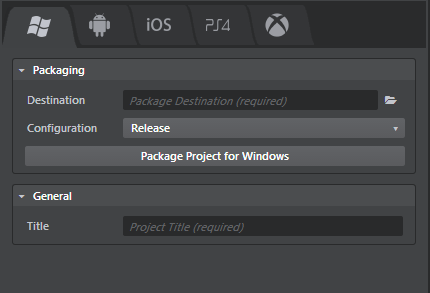 iOS PS4
Packaging
Destination Package Destination (required)
Configuration Release
Package Project for Windows
General
Title Project Title (required)